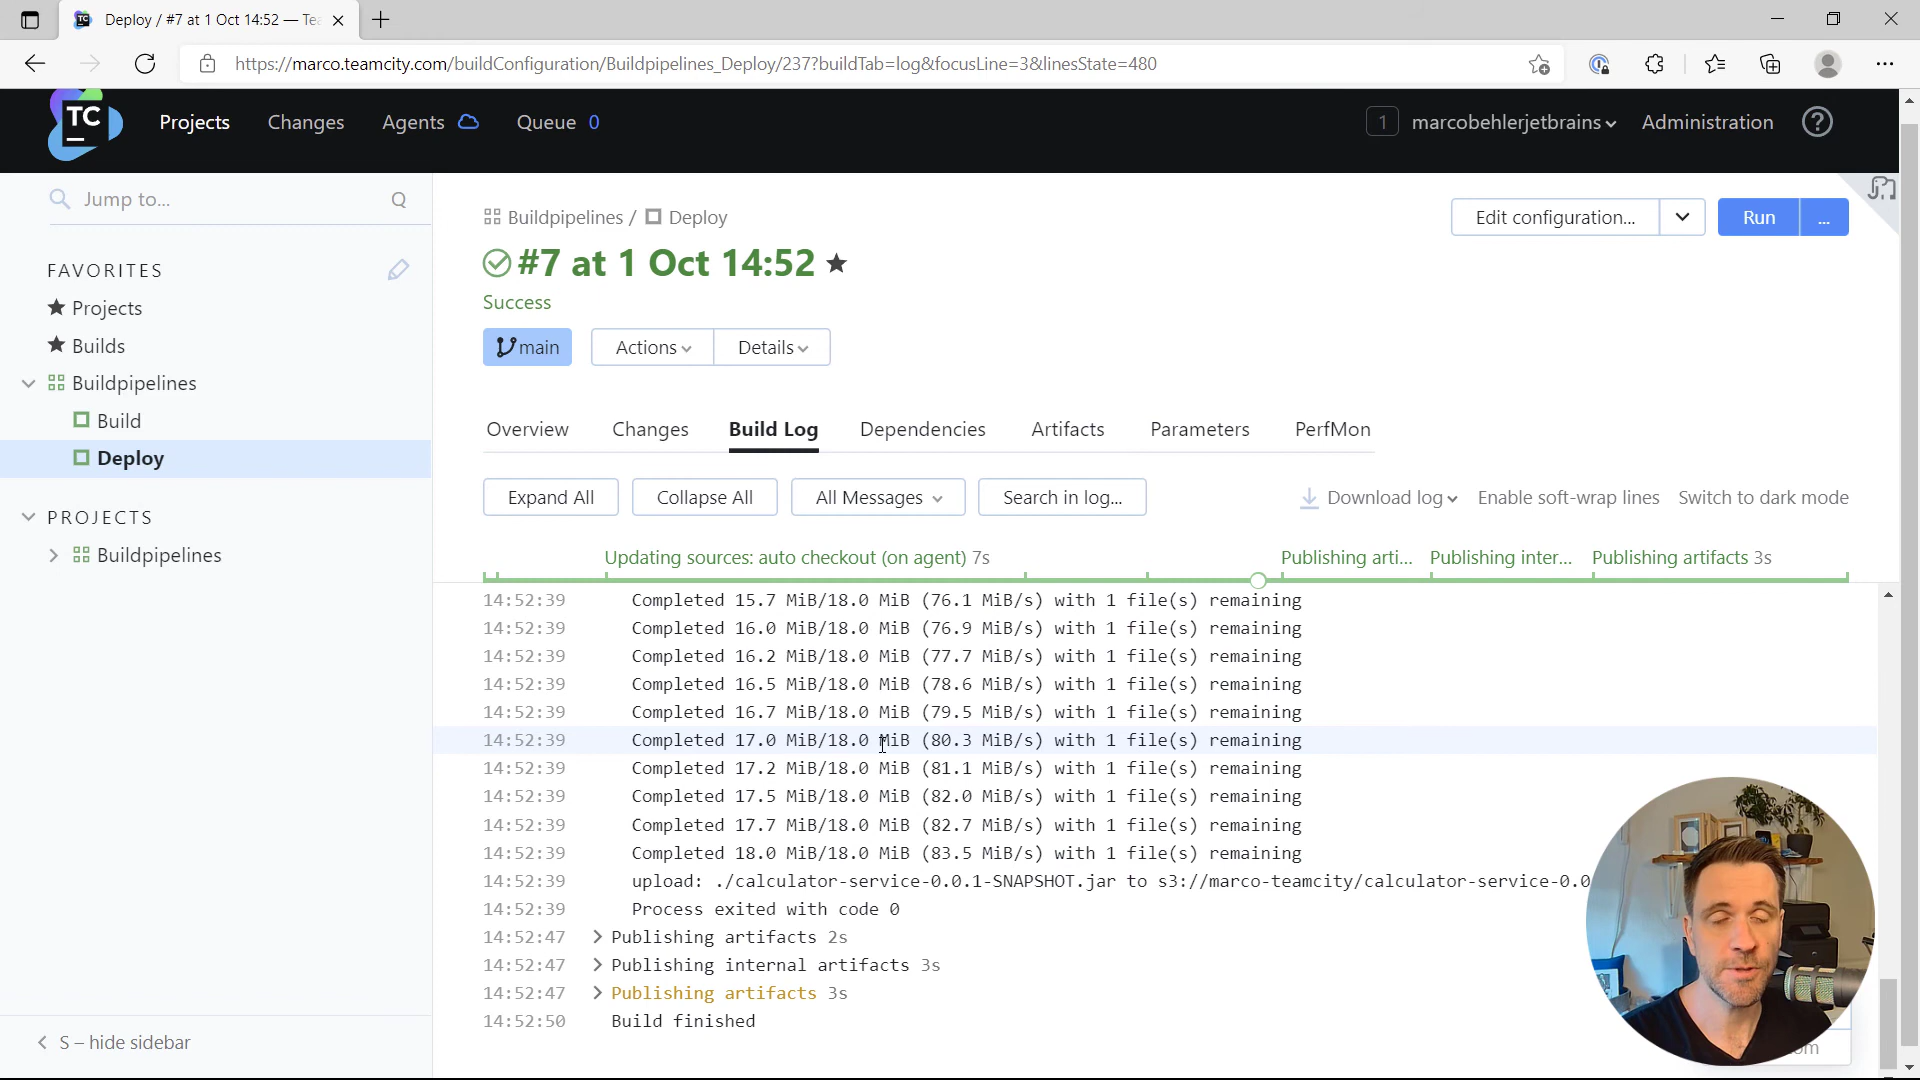 Deploy / #7 at 1 Oct 14:52 — Te
https://marco.teamcity.com/buildConfiguration/Buildpipelines_Deploy/237?buildTab=log&focusLine=3&linesState=480
TC
Projects
Changes
Agents
Queue 0
1
marcobehlerjetbrains
Administration
?
Jump to...
Q
FAVORITES
Projects
Builds
Buildpipelines
Build
Deploy
PROJECTS
Buildpipelines
S – hide sidebar
Buildpipelines / Deploy
Edit configuration...
Run
...
#7 at 1 Oct 14:52
Success
main
Actions
Details
Overview
Changes
Build Log
Dependencies
Artifacts
Parameters
PerfMon
Expand All
Collapse All
All Messages
Search in log...
Download log
Enable soft-wrap lines
Switch to dark mode
Updating sources: auto checkout (on agent) 7s
Publishing arti...
Publishing inter...
Publishing artifacts 3s
14:52:39 Completed 15.7 MiB/18.0 MiB (76.1 MiB/s) with 1 file(s) remaining
14:52:39 Completed 16.0 MiB/18.0 MiB (76.9 MiB/s) with 1 file(s) remaining
14:52:39 Completed 16.2 MiB/18.0 MiB (77.7 MiB/s) with 1 file(s) remaining
14:52:39 Completed 16.5 MiB/18.0 MiB (78.6 MiB/s) with 1 file(s) remaining
14:52:39 Completed 16.7 MiB/18.0 MiB (79.5 MiB/s) with 1 file(s) remaining
14:52:39 Completed 17.0 MiB/18.0 MiB (80.3 MiB/s) with 1 file(s) remaining
14:52:39 Completed 17.2 MiB/18.0 MiB (81.1 MiB/s) with 1 file(s) remaining
14:52:39 Completed 17.5 MiB/18.0 MiB (82.0 MiB/s) with 1 file(s) remaining
14:52:39 Completed 17.7 MiB/18.0 MiB (82.7 MiB/s) with 1 file(s) remaining
14:52:39 Completed 18.0 MiB/18.0 MiB (83.5 MiB/s) with 1 file(s) remaining
14:52:39 upload: ./calculator-service-0.0.1-SNAPSHOT.jar to s3://marco-teamcity/calculator-service-0.0
14:52:39 Process exited with code 0
14:52:47 Publishing artifacts 2s
14:52:47 Publishing internal artifacts 3s
14:52:47 Publishing artifacts 3s
14:52:50 Build finished